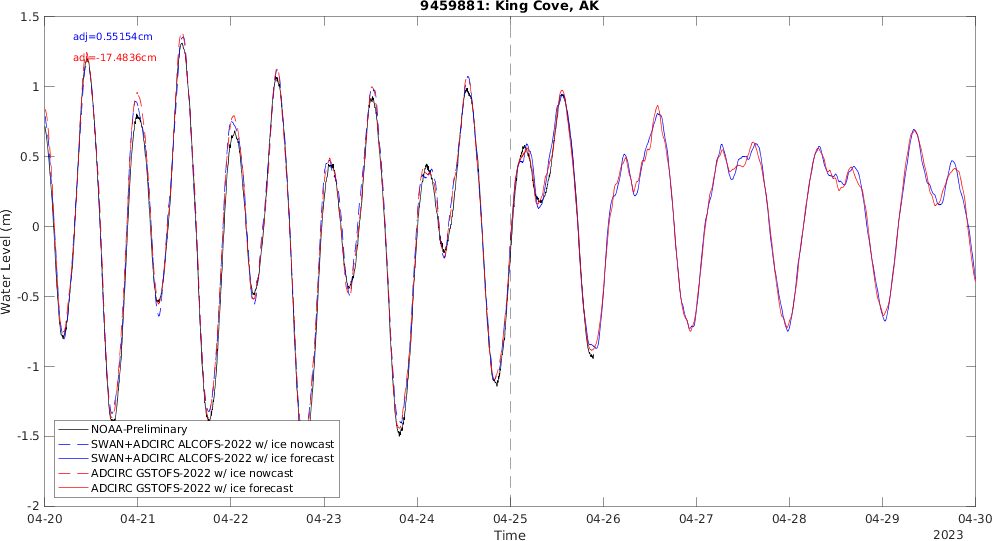 9459881: King Cove, AK
1.5
adj=0.55154cm
adj=-17.4836cm
1
0.5
0
-0.5
-1
-1.5
-2
Water Level (m)
NOAA-Preliminary
SWAN+ADCIRC ALCOFS-2022 w/ ice nowcast
SWAN+ADCIRC ALCOFS-2022 w/ ice forecast
ADCIRC GSTOFS-2022 w/ ice nowcast
ADCIRC GSTOFS-2022 w/ ice forecast
04-20 04-21 04-22 04-23 04-24 04-25 04-26 04-27 04-28 04-29 04-30
Time
2023